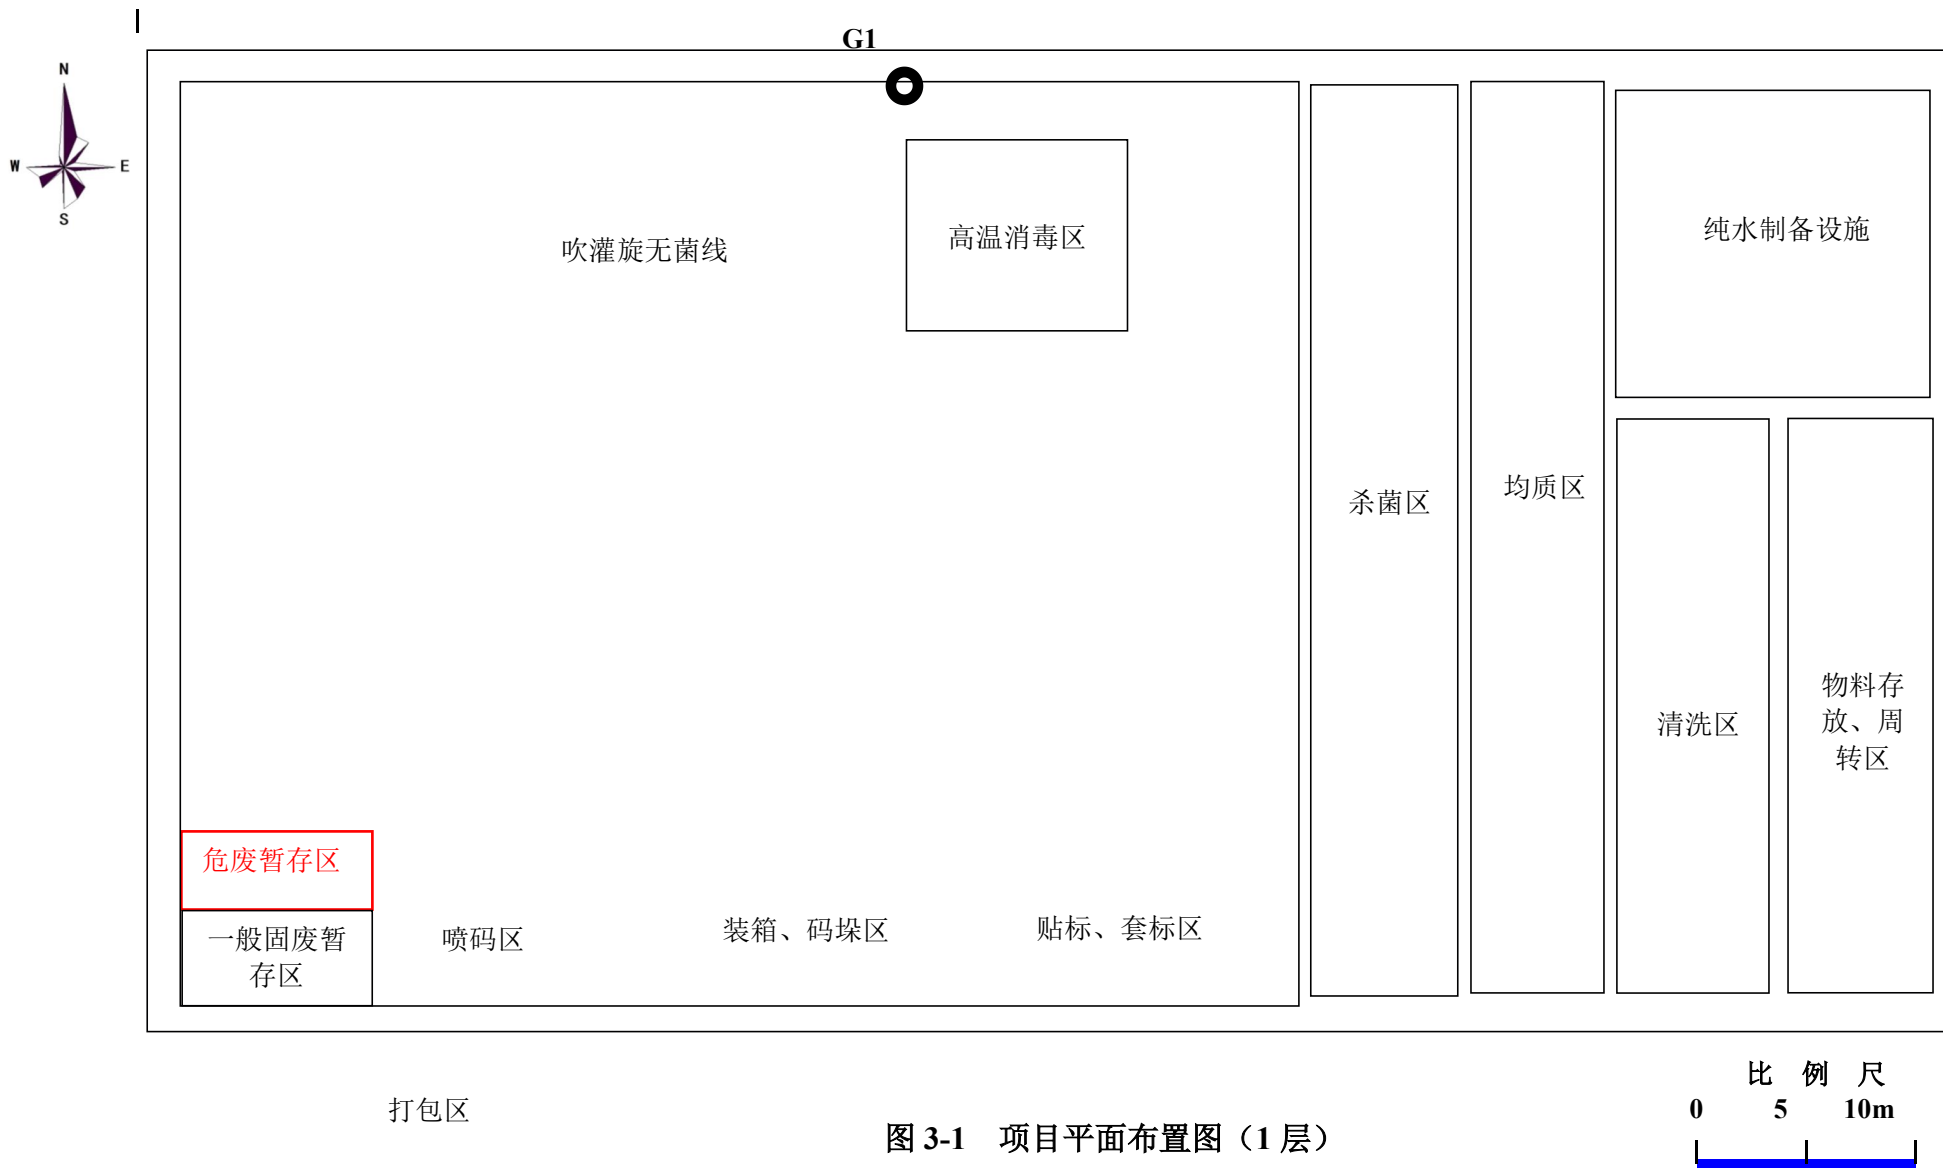 G1
N
W
E
S
吹灌旋无菌线
高温消毒区
纯水制备设施
杀菌区
均质区
清洗区
物料存
放、周
转区
危废暂存区
一般固废暂
存区
喷码区
装箱、码垛区
贴标、套标区
打包区
图 3-1 项目平面布置图（1 层）
比 例 尺
0 5 10m